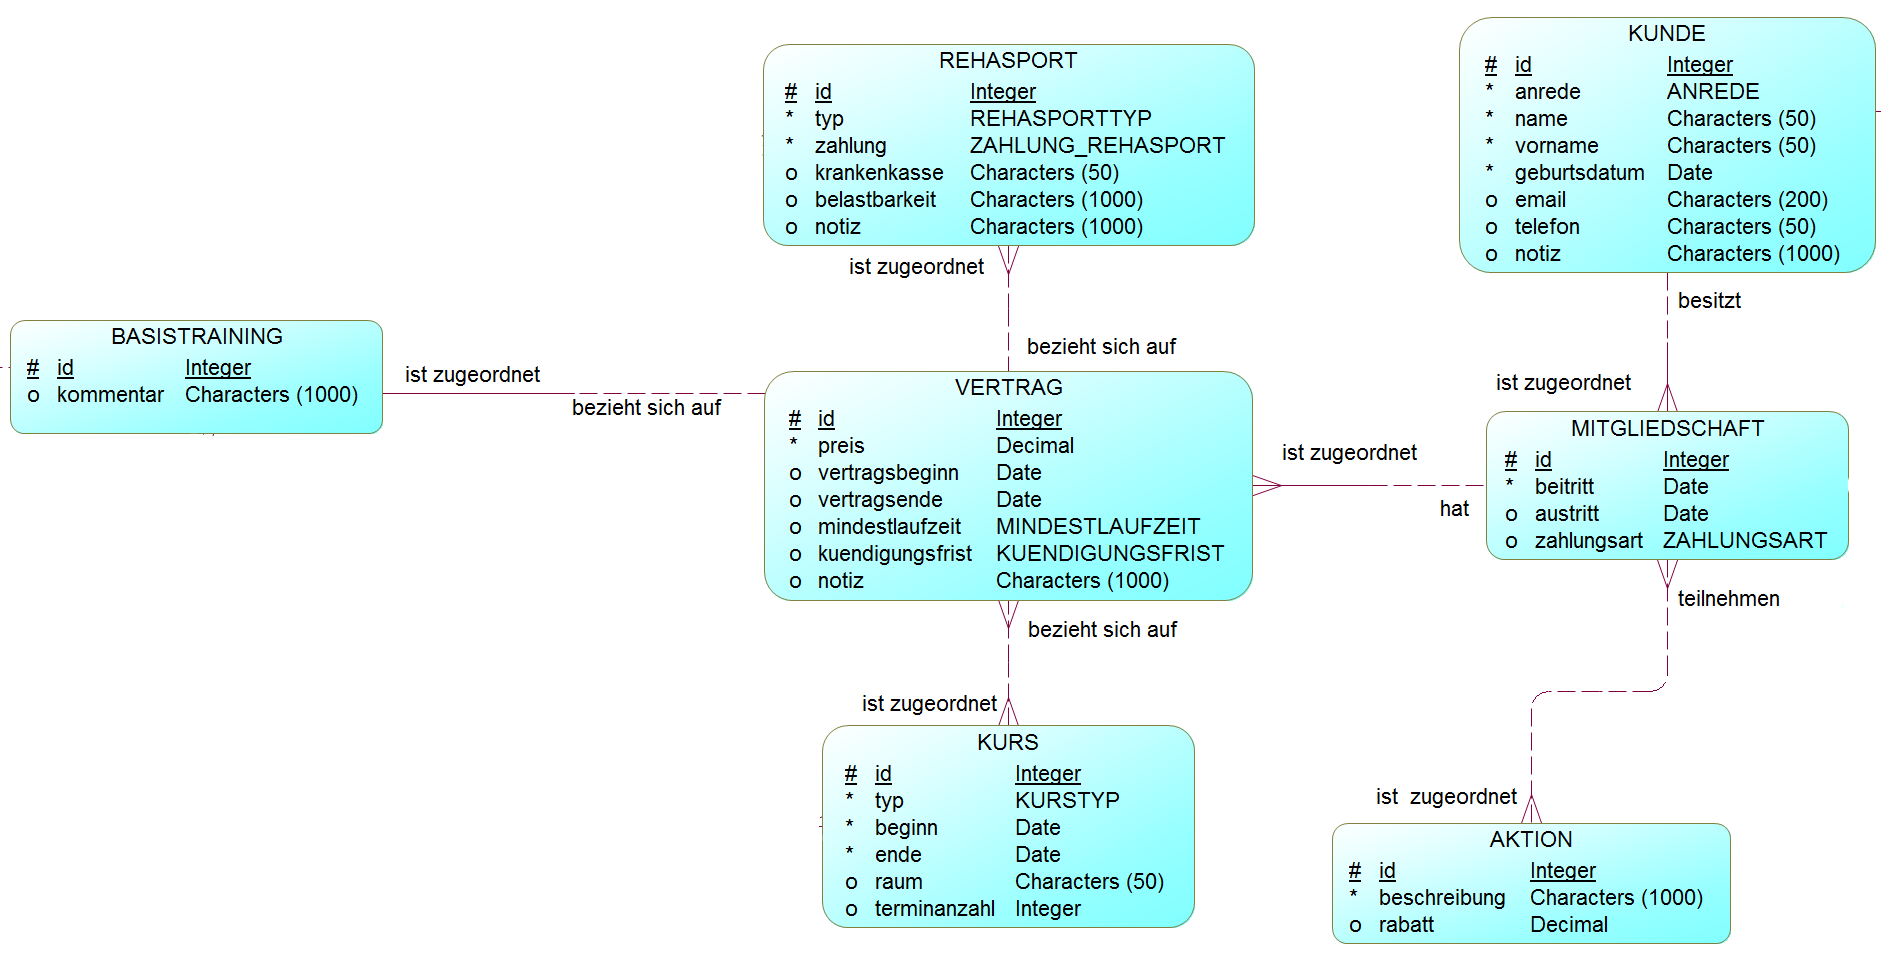 REHASPORT
# id Integer
* typ REHASPORTTYP
* zahlung ZAHLUNG_REHASPORT
o krankenkasse Characters (50)
o belastbarkeit Characters (1000)
o notiz Characters (1000)
KUNDE
# id Integer
* anrede ANREDE
* name Characters (50)
* vorname Characters (50)
* geburtsdatum Date
o email Characters (200)
o telefon Characters (50)
o notiz Characters (1000)
ist zugeordnet
bezieht sich auf
besitzt
ist zugeordnet
BASISTRAINING
# id Integer
o kommentar Characters (1000)
ist zugeordnet
bezieht sich auf
VERTRAG
# id Integer
* preis Decimal
o vertragsbeginn Date
o vertragsende Date
o mindestlaufzeit MINDESTLAUFZEIT
o kuendigungsfrist KUENDIGUNGSFRIST
o notiz Characters (1000)
ist zugeordnet
hat
MITGLIEDSCHAFT
# id Integer
* beitritt Date
o austritt Date
o zahlungsart ZAHLUNGSART
bezieht sich auf
ist zugeordnet
teilnehmen
ist  zugeordnet
KURS
# id Integer
* typ KURSTYP
* beginn Date
* ende Date
o raum Characters (50)
o terminanzahl Integer
AKTION
# id Integer
* beschreibung Characters (1000)
o rabatt Decimal